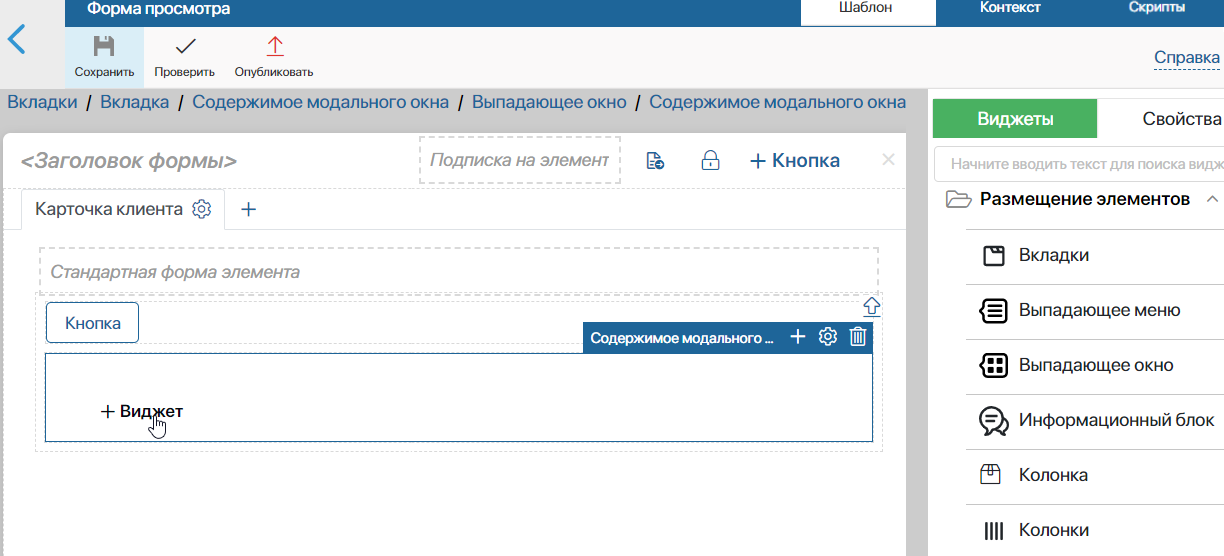 Форма просмотра
Шаблон
Контекст
Скрипты
Сохранить
Проверить
Опубликовать
Справка
Вкладки / Вкладка / Содержимое модального окна / Выпадающее окно / Содержимое модального окна
Виджеты
Свойства
<Заголовок формы>
Подписка на элемент
+ Кнопка
Начните вводить текст для поиска видж
Карточка клиента
+
Размещение элементов
Стандартная форма элемента
Вкладки
Кнопка
Выпадающее меню
Содержимое модального ...
+ Виджет
Выпадающее окно
Информационный блок
Колонка
Колонки